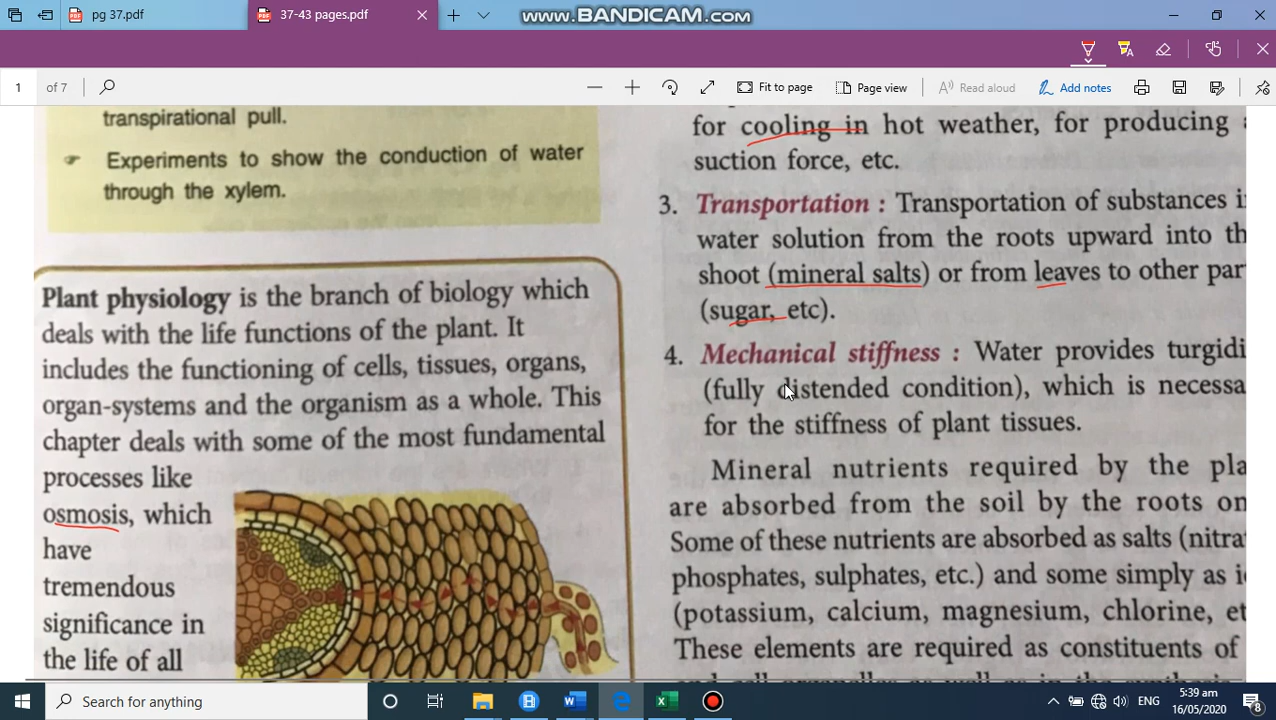 pg 37.pdf
37-43 pages.pdf
www.BANDICAM.com
1 of 7
Fit to page
Page view
Read aloud
Add notes
transpirational pull.
Experiments to show the conduction of water
through the xylem.
Plant physiology is the branch of biology which
deals with the life functions of the plant. It
includes the functioning of cells, tissues, organs,
organ-systems and the organism as a whole. This
chapter deals with some of the most fundamental
processes like
osmosis, which
have
tremendous
significance in
the life of all
for cooling in hot weather, for producing
suction force, etc.
3. Transportation : Transportation of substances i
water solution from the roots upward into th
shoot (mineral salts) or from leaves to other par
(sugar, etc).
4. Mechanical stiffness : Water provides turgidi
(fully distended condition), which is necessa
for the stiffness of plant tissues.
Mineral nutrients required by the pla
are absorbed from the soil by the roots on
Some of these nutrients are absorbed as salts (nitra
phosphates, sulphates, etc.) and some simply as i
(potassium, calcium, magnesium, chlorine, et
These elements are required as constituents of
Search for anything
ENG
5:39 am
16/05/2020
8